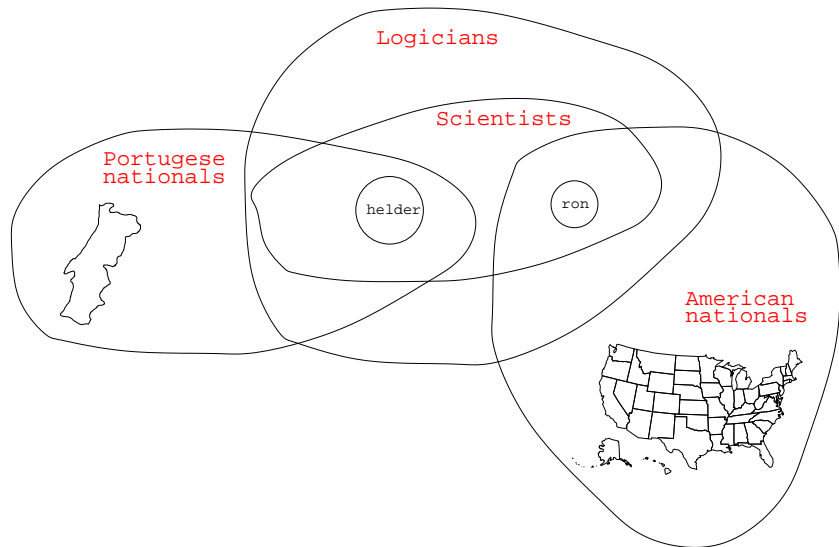 Logicians
Scientists
Portugese
nationals
helder
ron
American
nationals